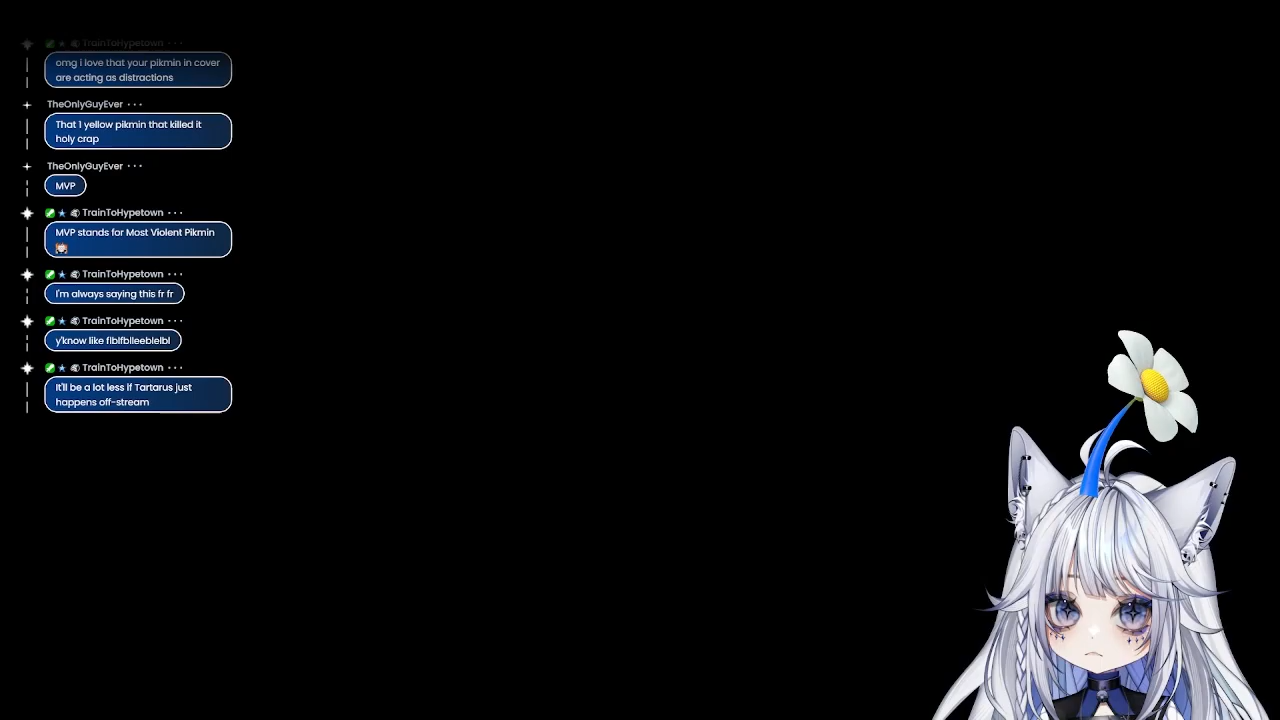 TrainToHypetown ...
omg i love that your pikmin in cover
are acting as distractions
TheOnlyGuyEver ...
That 1 yellow pikmin that killed it
holy crap
TheOnlyGuyEver ...
MVP
TrainToHypetown ...
MVP stands for Most Violent Pikmin
TrainToHypetown ...
I'm always saying this fr fr
TrainToHypetown ...
y'know like flblfblleeblelbl
TrainToHypetown ...
It'll be a lot less if Tartarus just
happens off-stream